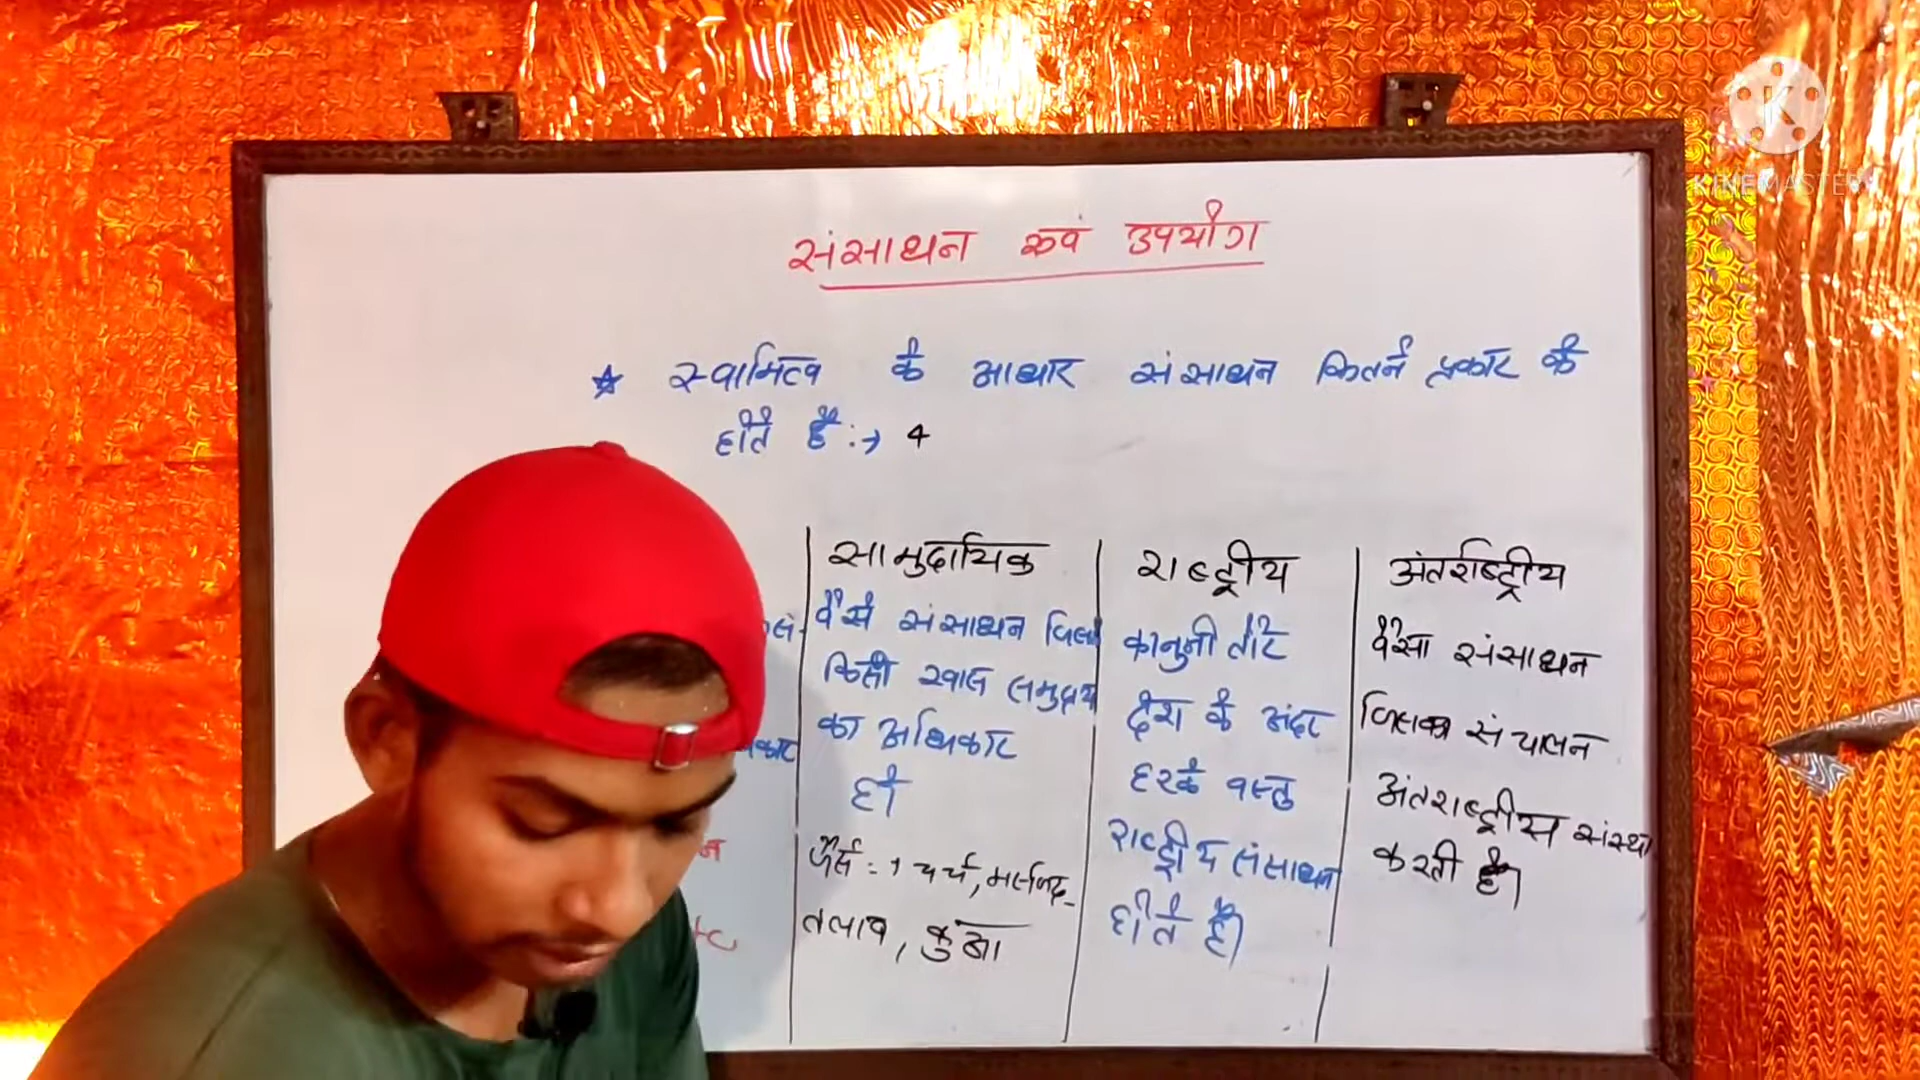 संसाधन एवं उपयोग
☆ स्वामित्व के आधार संसाधन कितने प्रकार के
होते हैं :→ 4
सामुदायिक
वैसे संसाधन जिसमें
किसी खास समुदाय
का अधिकार
हो
जैसे :→ चर्च, मस्जिद
तलाब, कुआ
राष्ट्रीय
कानुनी तौर
देश के अंदर
हरके वस्तु
राष्ट्रीय संसाधन
होते हैं।
अंतर्राष्ट्रीय
वैसा संसाधन
जिसका संचालन
अंतराष्ट्रीय संस्था
करती है।
K
KINEMASTER